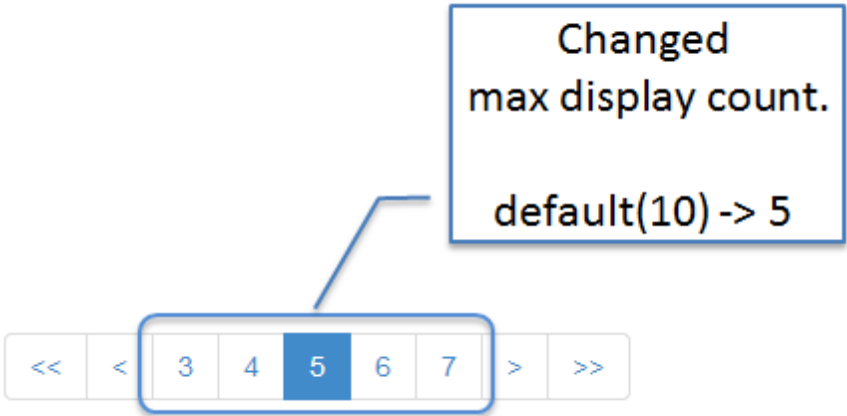 Changed
max display count.
default(10) -> 5
<< < 3 4 5 6 7 > >>